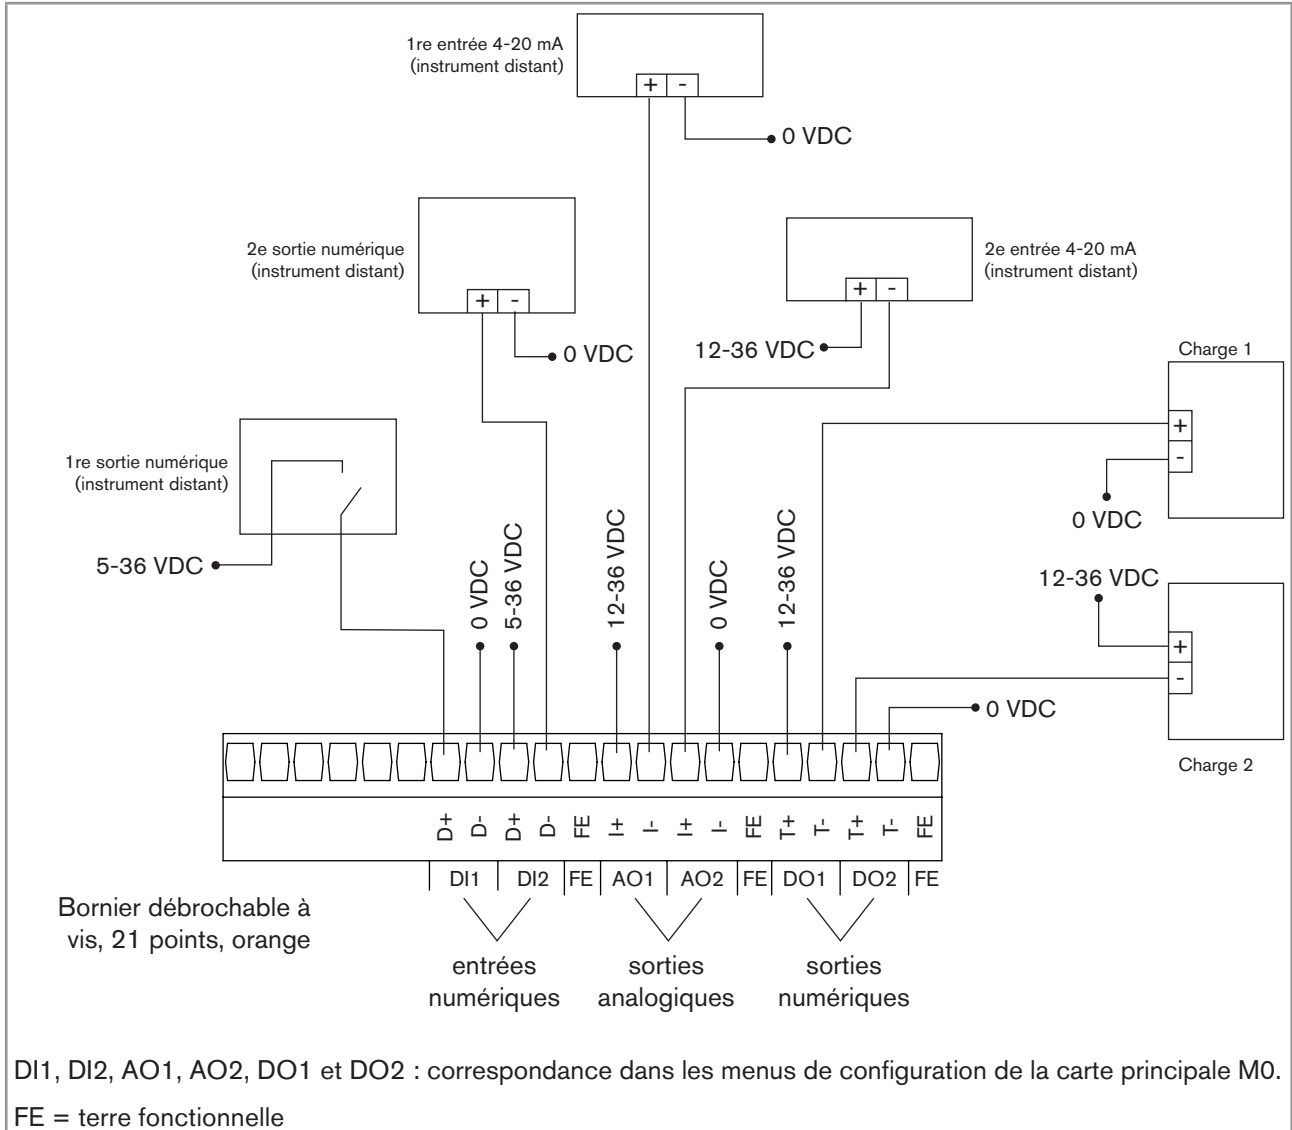 1re entrée 4-20 mA
(instrument distant)
+ -
0 VDC
2e sortie numérique
(instrument distant)
+ -
0 VDC
2e entrée 4-20 mA
(instrument distant)
+ -
12-36 VDC
Charge 1
+
-
0 VDC
1re sortie numérique
(instrument distant)
5-36 VDC
0 VDC
5-36 VDC
12-36 VDC
0 VDC
12-36 VDC
12-36 VDC
+
-
0 VDC
Charge 2
D+ D- D+ D- FE I+ I- I+ I- FE T+ T- T+ T- FE
DI1 DI2 FE AO1 AO2 FE DO1 DO2 FE
Bornier débrochable à
vis, 21 points, orange
entrées
numériques
sorties
analogiques
sorties
numériques
DI1, DI2, AO1, AO2, DO1 et DO2 : correspondance dans les menus de configuration de la carte principale M0.
FE = terre fonctionnelle